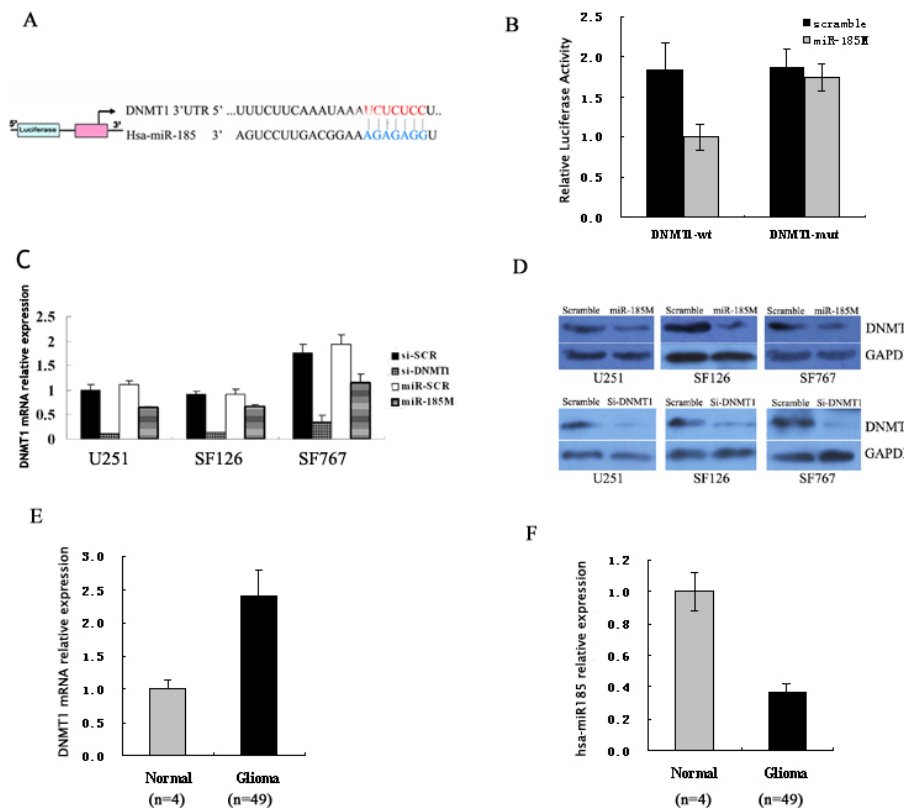 A
DNMT1 3'UTR 5' ...UUUCUUCAAAUAAAUCUCUCCU..
5' Luciferase 3'
Hsa-miR-185 3' AGUCCUUGACGGAAAGAGAGGU
B
scramble
miR-185M
Relative Luciferase Activity
2.5
2.0
1.5
1.0
0.5
0.0
DNMT1-wt DNMT1-mut
C
DNMT1 mRNA relative expression
2.5
2
1.5
1
0.5
0
si-SCR
si-DNMT1
miR-SCR
miR-185M
U251 SF126 SF767
D
Scramble miR-185M Scramble miR-185M Scramble miR-185M
DNMT
GAPD
U251 SF126 SF767
Scramble Si-DNMT1 Scramble Si-DNMT1 Scramble Si-DNMT1
DNMT
GAPD
U251 SF126 SF767
E
DNMT1 mRNA relative expression
3.0
2.5
2.0
1.5
1.0
0.5
0.0
Normal Glioma
(n=4) (n=49)
F
hsa-miR185 relative expression
1.2
1.0
0.8
0.6
0.4
0.2
0.0
Normal Glioma
(n=4) (n=49)